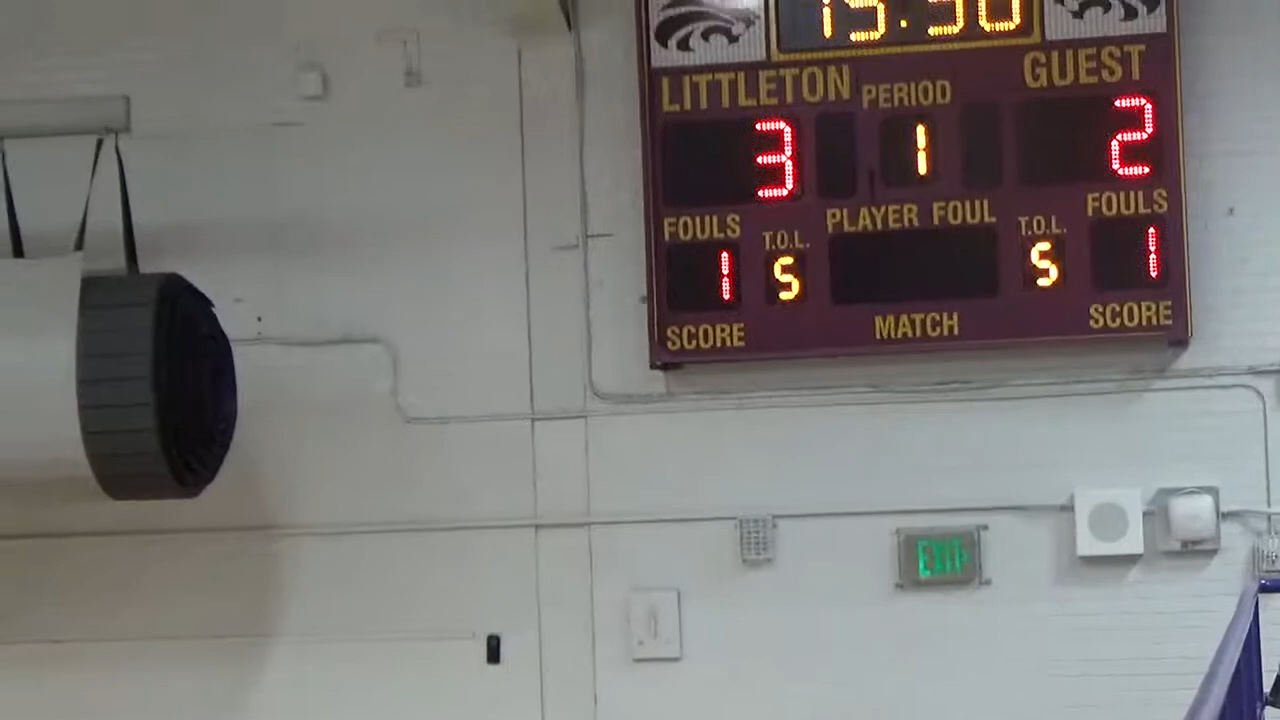 15:30
LITTLETON PERIOD GUEST
3 1 2
FOULS PLAYER FOUL FOULS
T.O.L. T.O.L.
1 5 5 1
SCORE MATCH SCORE
EXIT